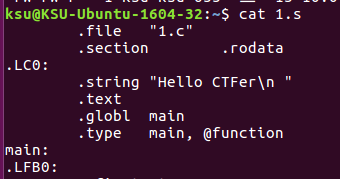 ksu@KSU-Ubuntu-1604-32:~$ cat 1.s
.file "1.c"
.section .rodata
.LC0:
.string "Hello CTFer\n "
.text
.globl main
.type main, @function
main:
.LFB0: